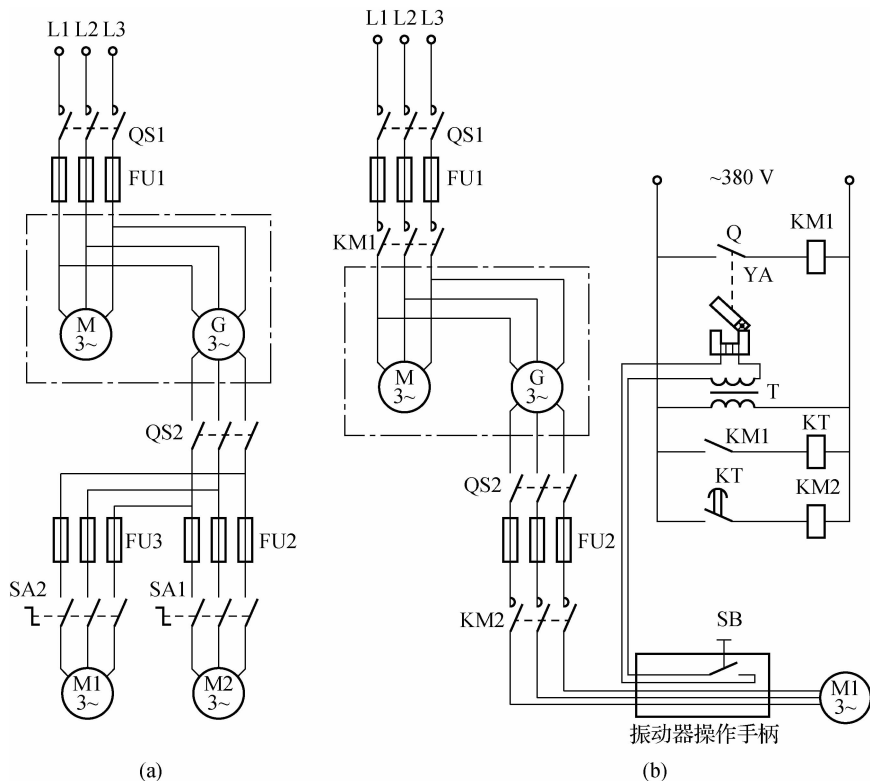 L1 L2 L3
QS1
FU1
M
3~
G
3~
QS2
FU3
FU2
SA2
SA1
M1
3~
M2
3~
(a)
L1 L2 L3
QS1
FU1
KM1
M
3~
G
3~
QS2
FU2
KM2
~380 V
Q
KM1
YA
T
KM1
KT
KT
KM2
SB
M1
3~
振动器操作手柄
(b)